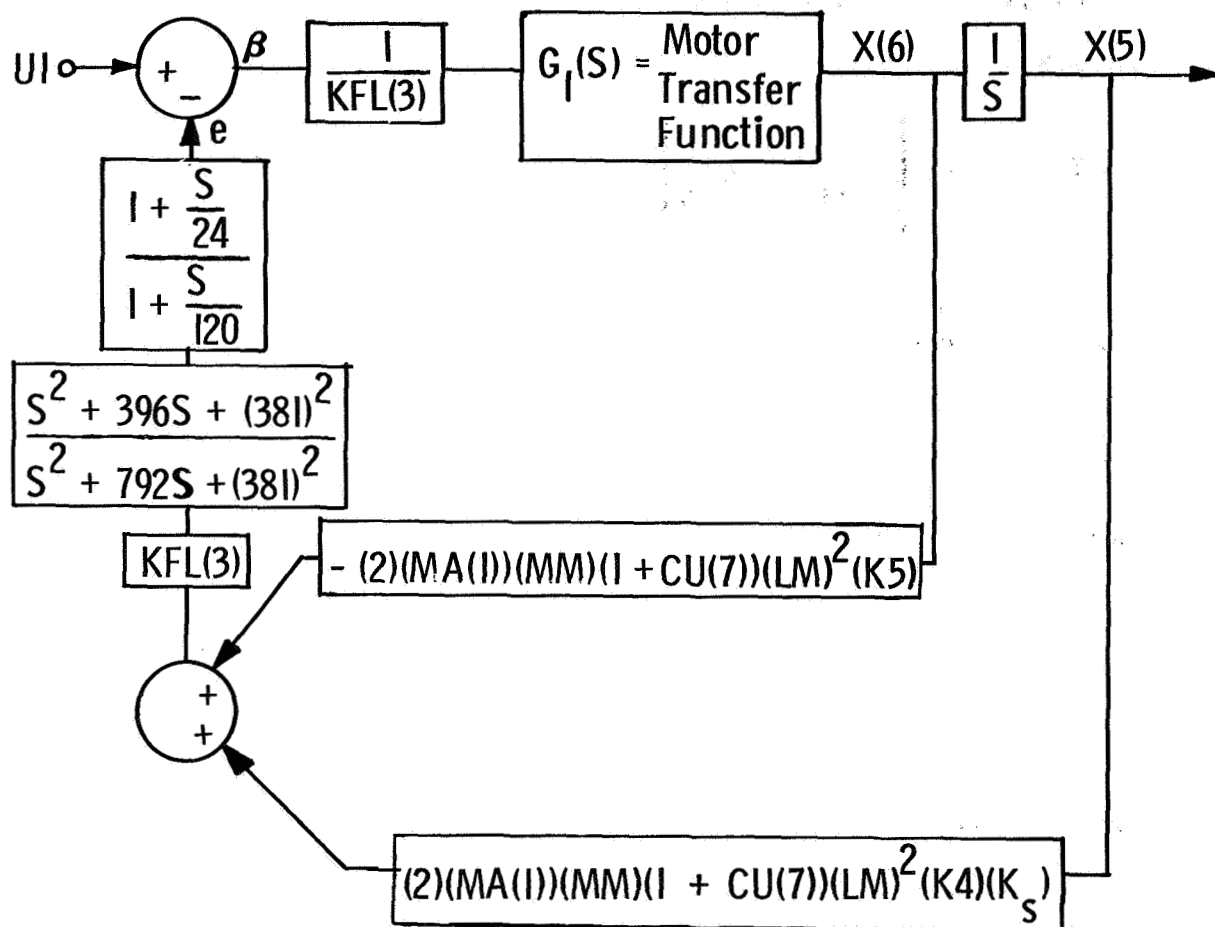 UI
+
−
β
e
1
KFL(3)
G₁(S) = Motor
Transfer
Function
X(6)
1
S
X(5)
1 + S
24
1 + S
120
S² + 396S + (381)²
S² + 792S + (381)²
KFL(3)
- (2)(MA(1))(MM)(1 + CU(7))(LM)²(K5)
+
+
(2)(MA(1))(MM)(1 + CU(7))(LM)²(K4)(Kₛ)